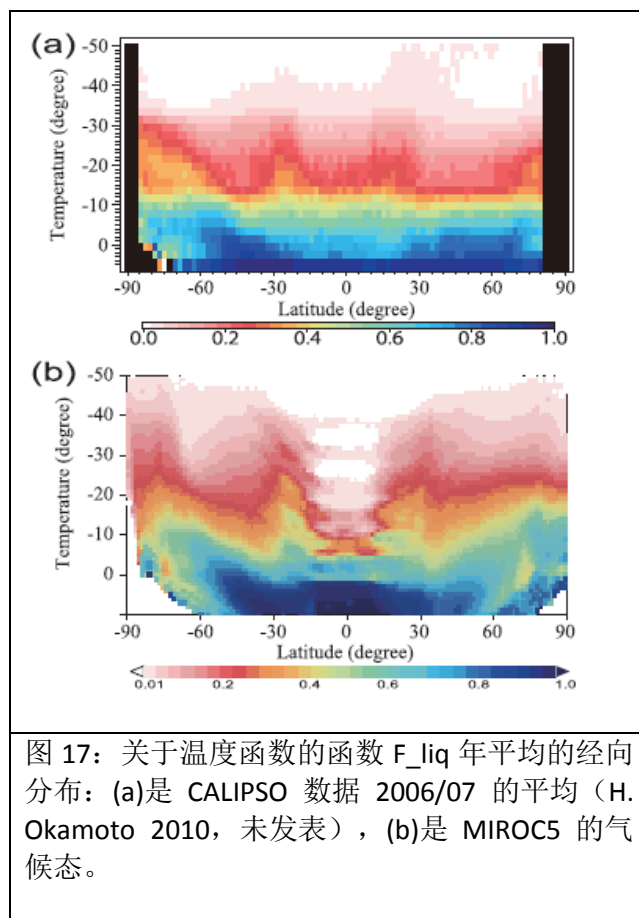 (a)
-50
-40
-30
-20
-10
0
Temperature (degree)
-90 -60 -30 0 30 60 90
Latitude (degree)
0.0 0.2 0.4 0.6 0.8 1.0
(b)
-50
-40
-30
-20
-10
0
Temperature (degree)
-90 -60 -30 0 30 60 90
Latitude (degree)
0.01 0.2 0.4 0.6 0.8 1.0
图 17：关于温度函数的函数 F_liq 年平均的经向
分布：(a)是 CALIPSO 数据 2006/07 的平均（H.
Okamoto 2010，未发表），(b)是 MIROC5 的气
候态。